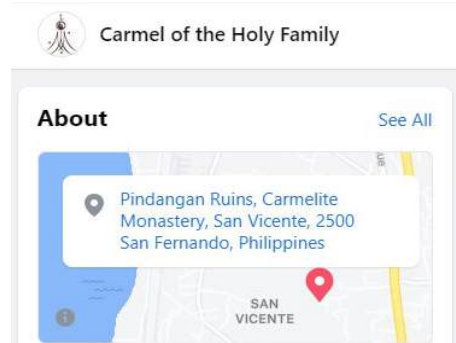 Carmel of the Holy Family
About
See All
Pindangan Ruins, Carmelite
Monastery, San Vicente, 2500
San Fernando, Philippines
SAN
VICENTE